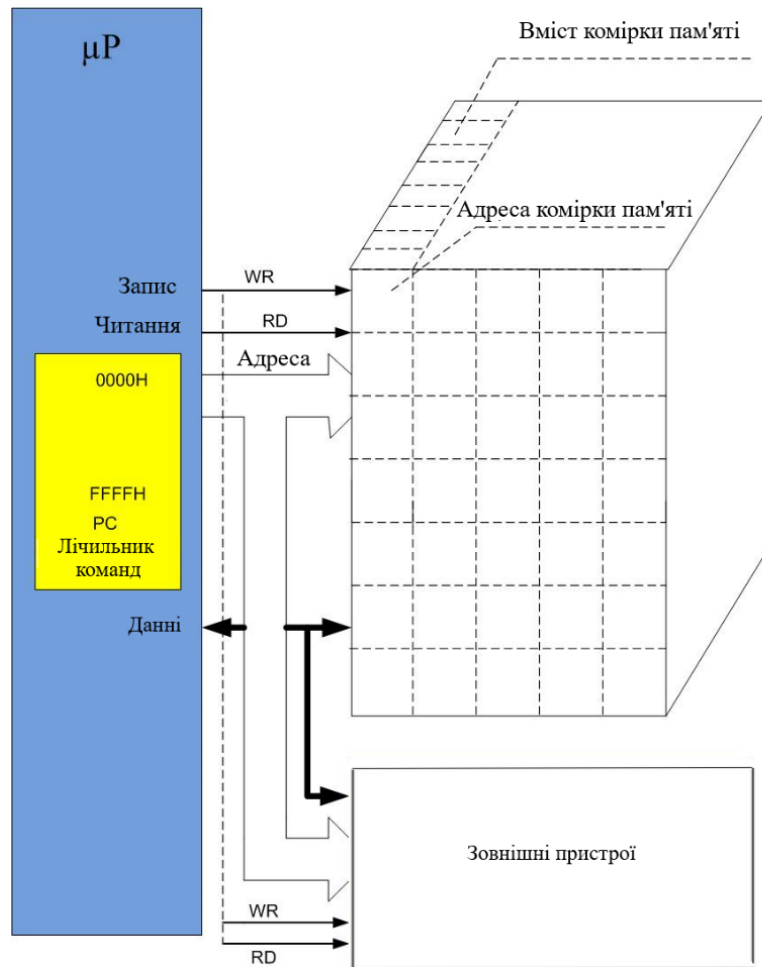 μP
Вміст комірки пам'яті
Адреса комірки пам'яті
Запис
WR
Читання
RD
Адреса
0000H
FFFFH
PC
Лічильник
команд
Данні
Зовнішні пристрої
WR
RD